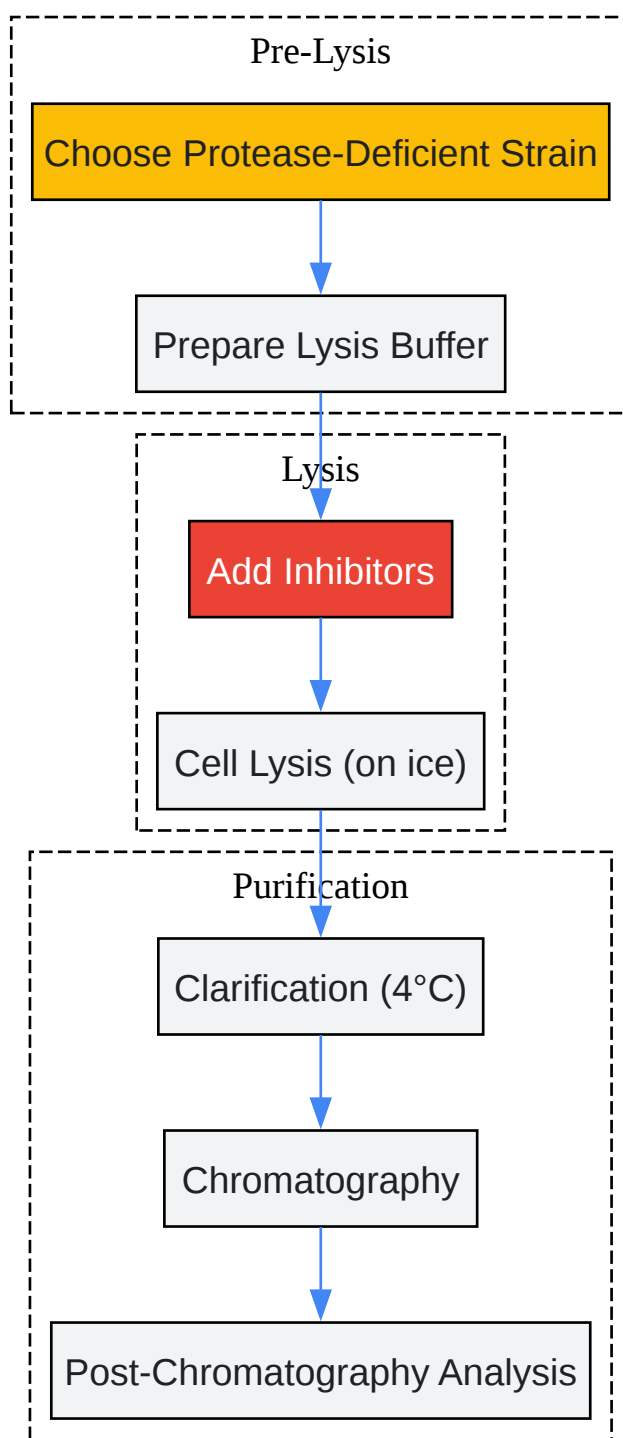 Pre-Lysis
Choose Protease-Deficient Strain
Prepare Lysis Buffer
Lysis
Add Inhibitors
Cell Lysis (on ice)
Purification
Clarification (4°C)
Chromatography
Post-Chromatography Analysis